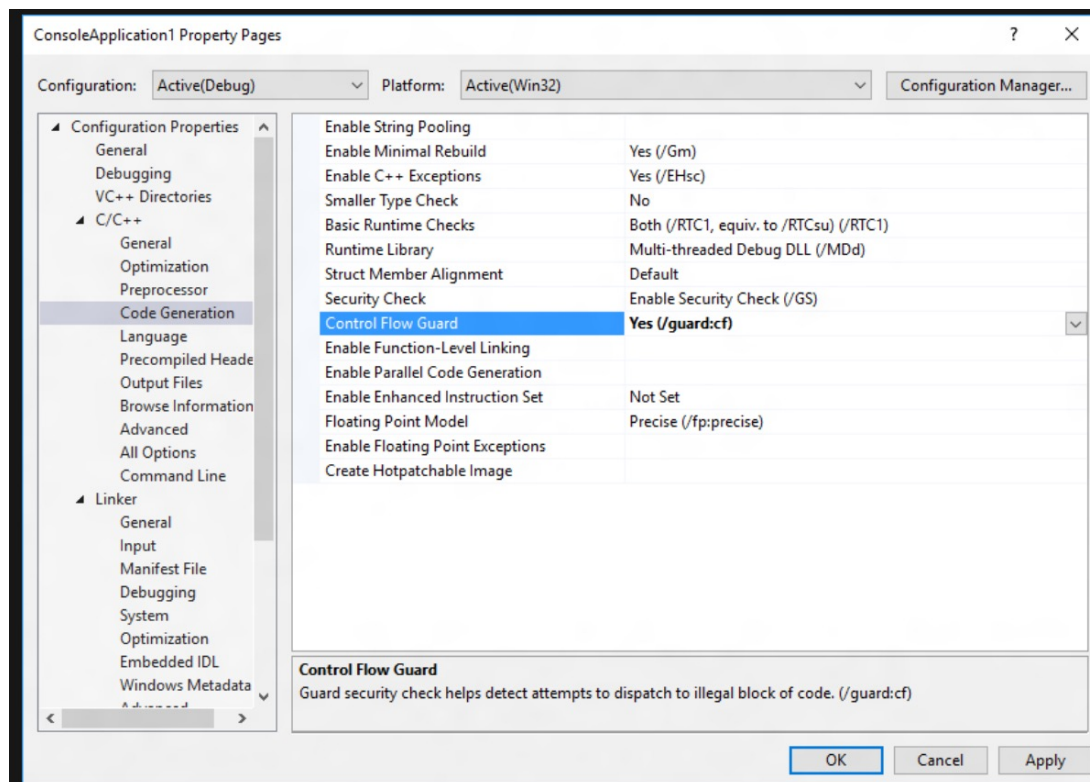 ConsoleApplication1 Property Pages
? ×
Configuration: Active(Debug) Platform: Active(Win32) Configuration Manager...
Configuration Properties
General
Debugging
VC++ Directories
C/C++
General
Optimization
Preprocessor
Code Generation
Language
Precompiled Heade
Output Files
Browse Information
Advanced
All Options
Command Line
Linker
General
Input
Manifest File
Debugging
System
Optimization
Embedded IDL
Windows Metadata
Enable String Pooling
Enable Minimal Rebuild Yes (/Gm)
Enable C++ Exceptions Yes (/EHsc)
Smaller Type Check No
Basic Runtime Checks Both (/RTC1, equiv. to /RTCsu) (/RTC1)
Runtime Library Multi-threaded Debug DLL (/MDd)
Struct Member Alignment Default
Security Check Enable Security Check (/GS)
Control Flow Guard Yes (/guard:cf)
Enable Function-Level Linking
Enable Parallel Code Generation
Enable Enhanced Instruction Set Not Set
Floating Point Model Precise (/fp:precise)
Enable Floating Point Exceptions
Create Hotpatchable Image
Control Flow Guard
Guard security check helps detect attempts to dispatch to illegal block of code. (/guard:cf)
OK Cancel Apply